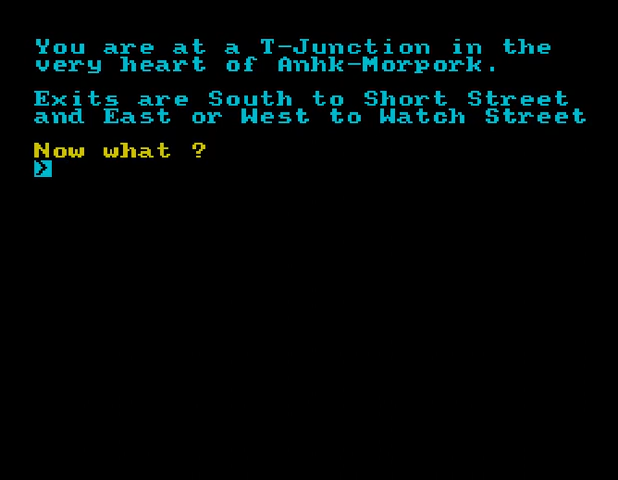 You are at a T-Junction in the
very heart of Anhk-Morpork.
Exits are South to Short Street
and East or West to Watch Street
Now what ?
>